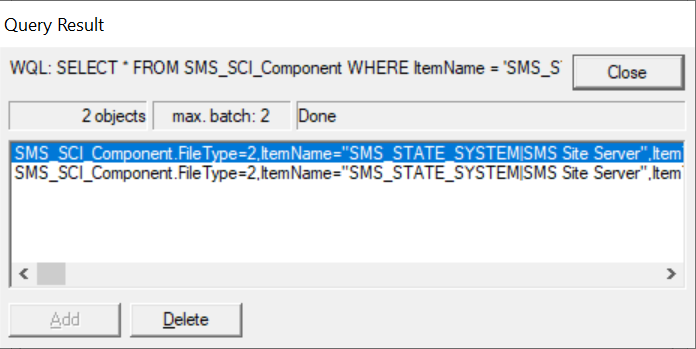 Query Result
WQL: SELECT * FROM SMS_SCI_Component WHERE ItemName = 'SMS_S
Close
2 objects
max. batch: 2
Done
SMS_SCI_Component.FileType=2,ItemName="SMS_STATE_SYSTEM|SMS Site Server",Item
SMS_SCI_Component.FileType=2,ItemName="SMS_STATE_SYSTEM|SMS Site Server",Item
Add
Delete